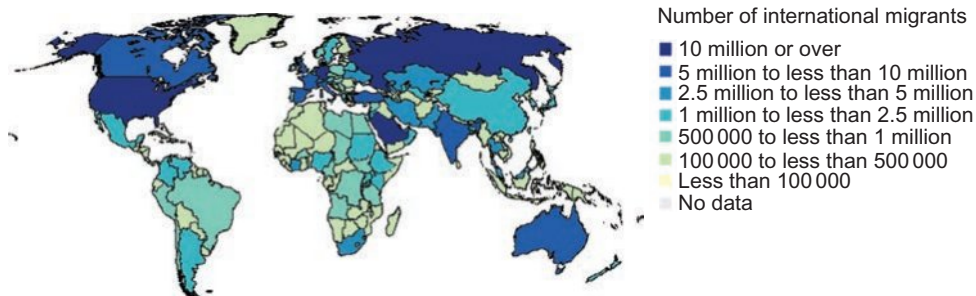 Number of international migrants
10 million or over
5 million to less than 10 million
2.5 million to less than 5 million
1 million to less than 2.5 million
500 000 to less than 1 million
100 000 to less than 500 000
Less than 100 000
No data